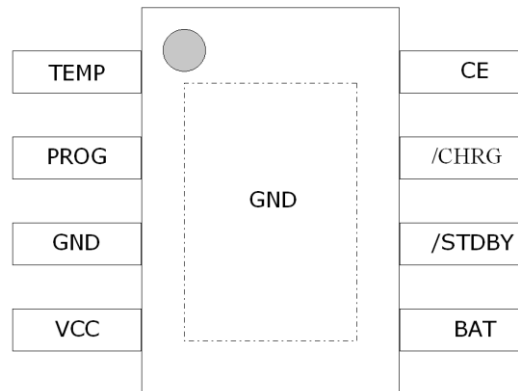 TEMP
CE
PROG
/CHRG
GND
GND
/STDBY
VCC
BAT